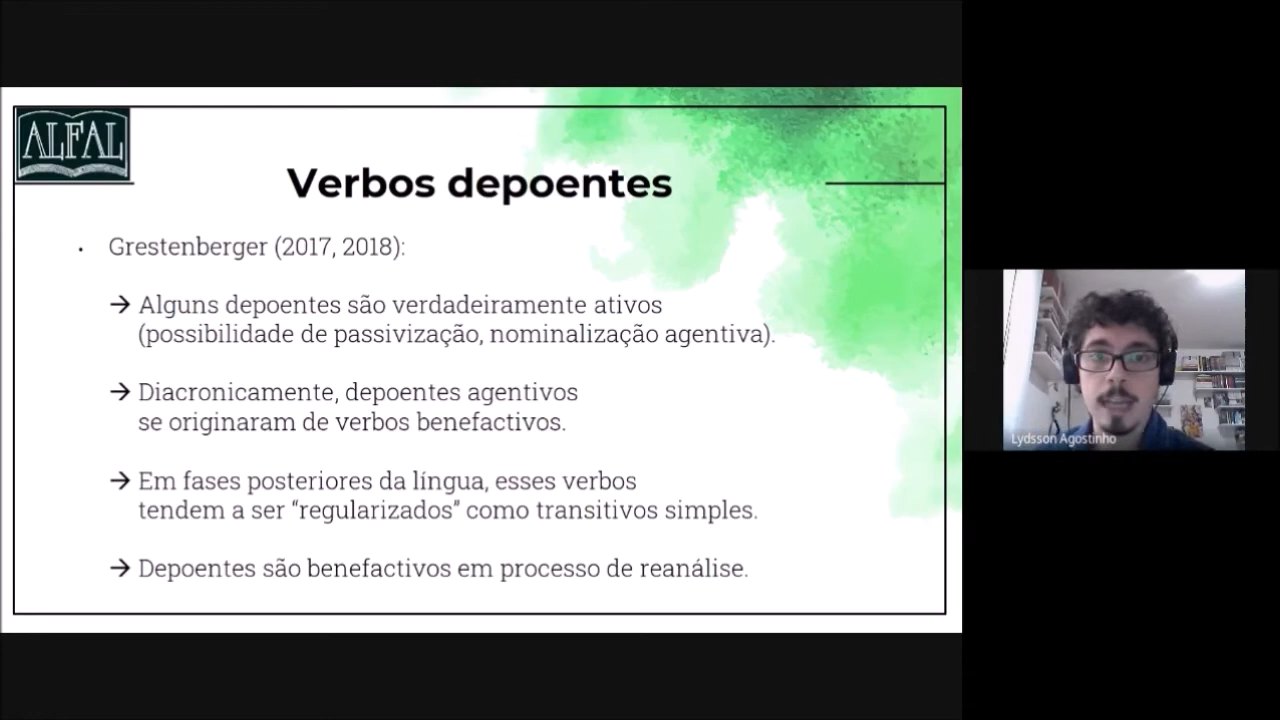 ALFAL
Verbos depoentes
· Grestenberger (2017, 2018):
→ Alguns depoentes são verdadeiramente ativos
(possibilidade de passivização, nominalização agentiva).
→ Diacronicamente, depoentes agentivos
se originaram de verbos benefactivos.
→ Em fases posteriores da língua, esses verbos
tendem a ser “regularizados” como transitivos simples.
→ Depoentes são benefactivos em processo de reanálise.
Lydsson Agostinho